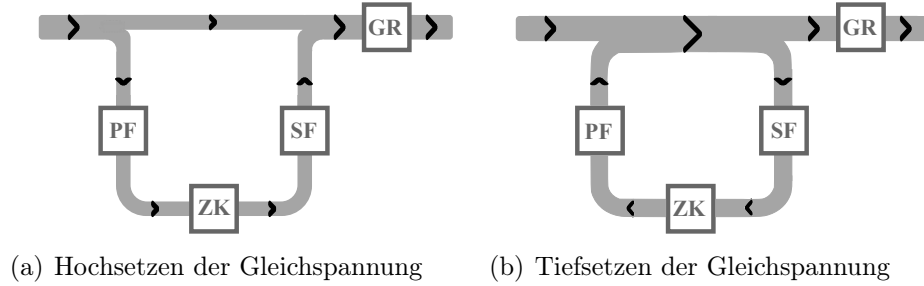 GR
GR
PF
SF
PF
SF
ZK
ZK
(a) Hochsetzen der Gleichspannung
(b) Tiefsetzen der Gleichspannung